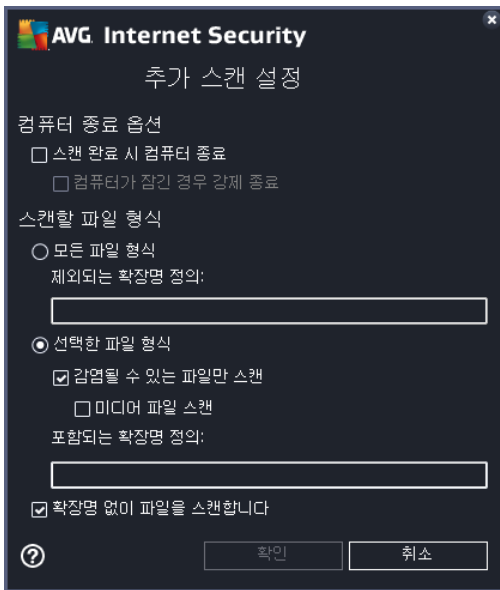 AVG Internet Security
추가 스캔 설정
컴퓨터 종료 옵션
스캔 완료 시 컴퓨터 종료
컴퓨터가 잠긴 경우 강제 종료
스캔할 파일 형식
모든 파일 형식
제외되는 확장명 정의:
선택한 파일 형식
감염될 수 있는 파일만 스캔
미디어 파일 스캔
포함되는 확장명 정의:
확장명 없이 파일을 스캔합니다
확인 취소